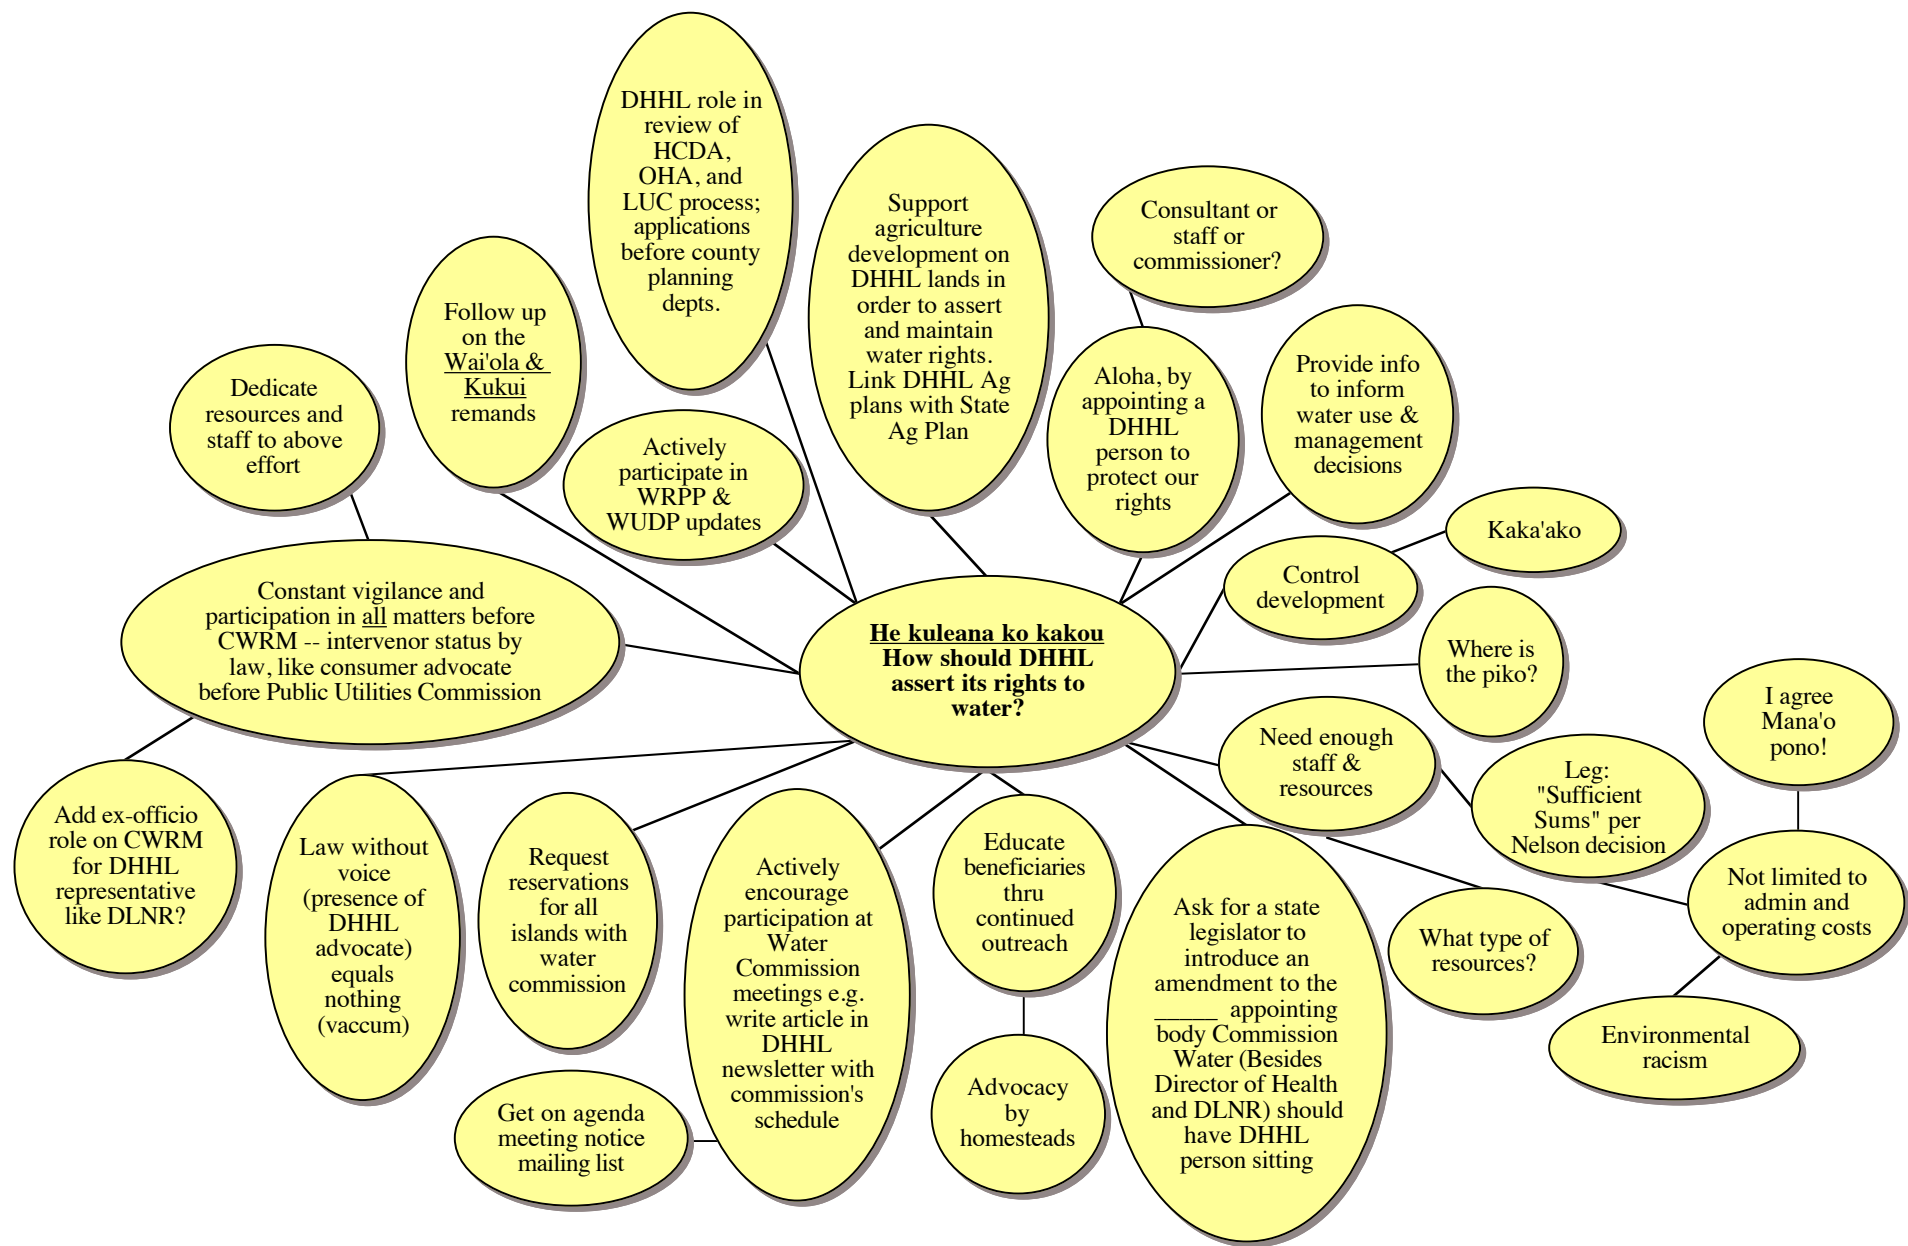 DHHL role in
review of
HCDA,
OHA, and
LUC process;
applications
before county
planning
depts.
Support
agriculture
development on
DHHL lands in
order to assert
and maintain
water rights.
Link DHHL Ag
plans with State
Ag Plan
Consultant or
staff or
commissioner?
Follow up
on the
Wai'ola &
Kukui
remands
Dedicate
resources and
staff to above
effort
Actively
participate in
WRPP &
WUDP updates
Aloha, by
appointing a
DHHL
person to
protect our
rights
Provide info
to inform
water use &
management
decisions
Kaka'ako
Control
development
Constant vigilance and
participation in all matters before
CWRM -- intervenor status by
law, like consumer advocate
before Public Utilities Commission
He kuleana ko kakou
How should DHHL
assert its rights to
water?
Where is
the piko?
I agree
Mana'o
pono!
Need enough
staff &
resources
Leg:
"Sufficient
Sums" per
Nelson decision
Add ex-officio
role on CWRM
for DHHL
representative
like DLNR?
Law without
voice
(presence of
DHHL
advocate)
equals
nothing
(vaccum)
Request
reservations
for all
islands with
water
commission
Actively
encourage
participation at
Water
Commission
meetings e.g.
write article in
DHHL
newsletter with
commission's
schedule
Educate
beneficiaries
thru
continued
outreach
Ask for a state
legislator to
introduce an
amendment to the
_____ appointing
body Commission
Water (Besides
Director of Health
and DLNR) should
have DHHL
person sitting
What type of
resources?
Not limited to
admin and
operating costs
Environmental
racism
Get on agenda
meeting notice
mailing list
Advocacy
by
homesteads